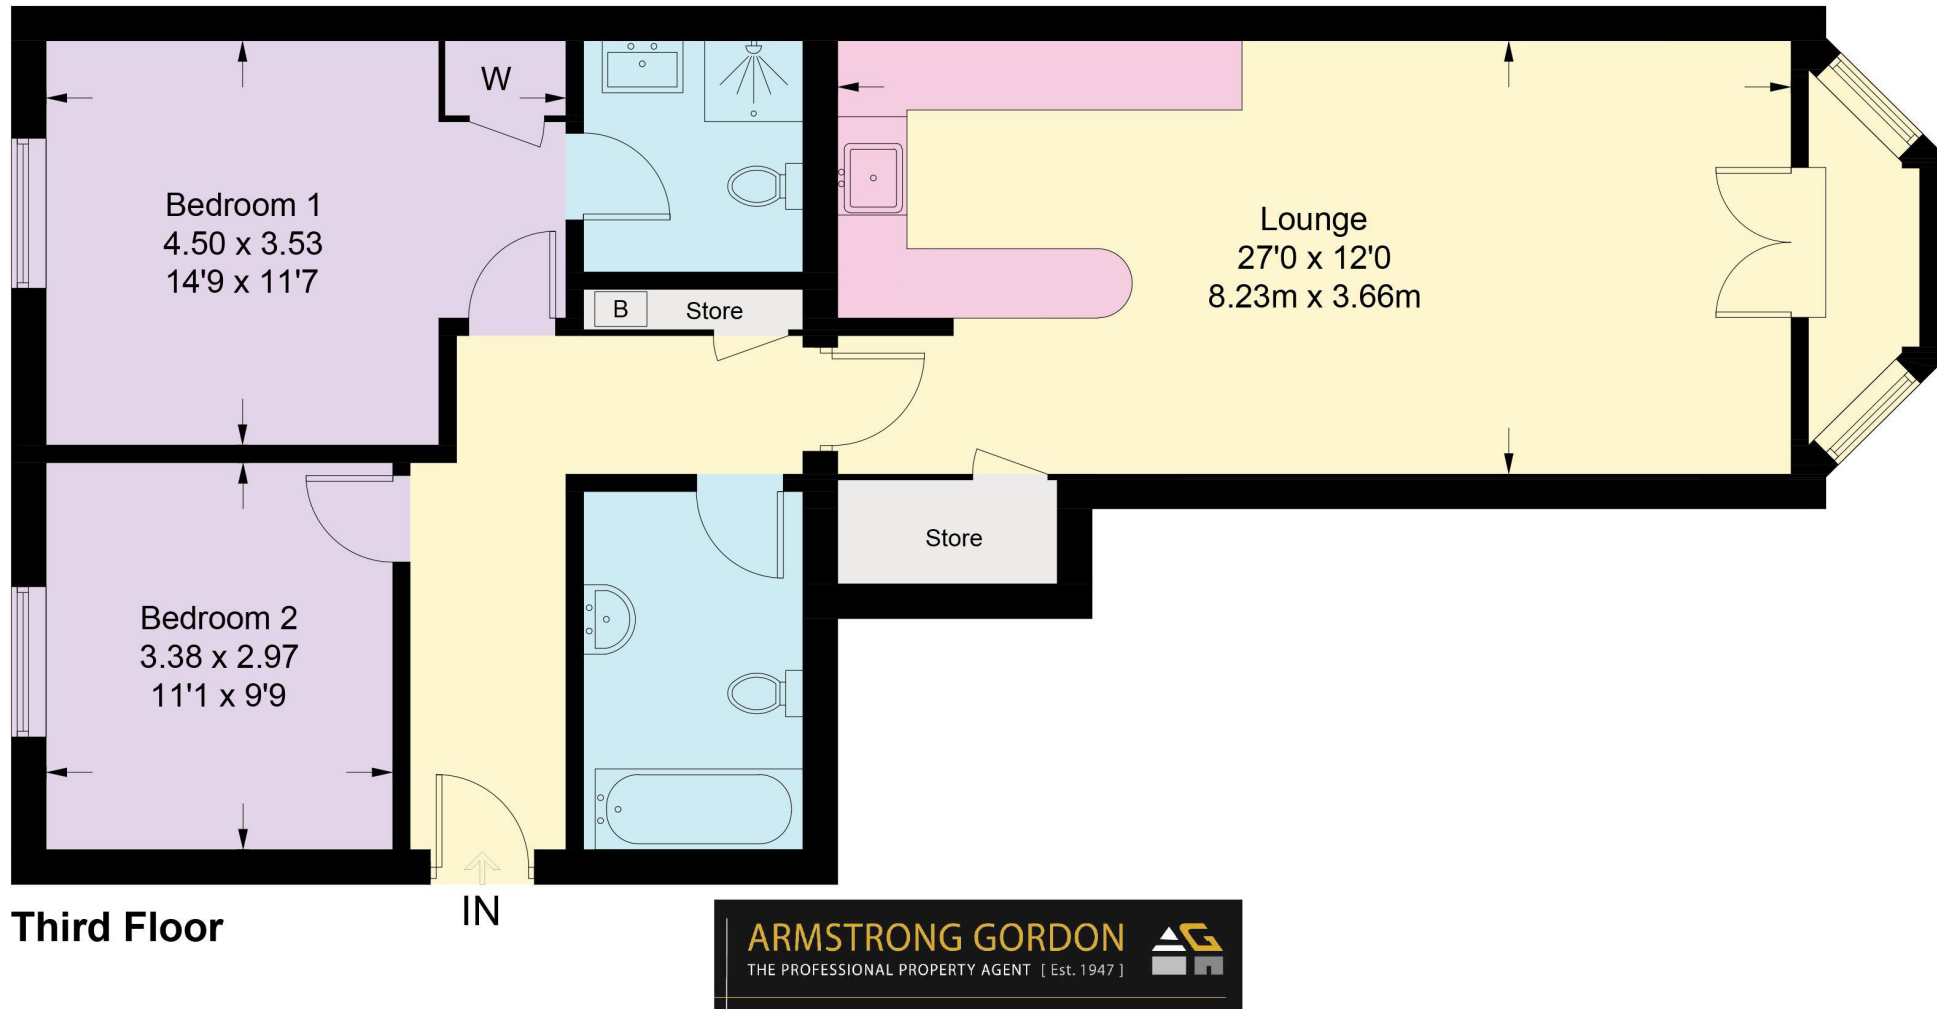 W
Bedroom 1
4.50 x 3.53
14'9 x 11'7
B
Store
Lounge
27'0 x 12'0
8.23m x 3.66m
Store
Bedroom 2
3.38 x 2.97
11'1 x 9'9
IN
Third Floor
ARMSTRONG GORDON
THE PROFESSIONAL PROPERTY AGENT [ Est. 1947 ]
AG